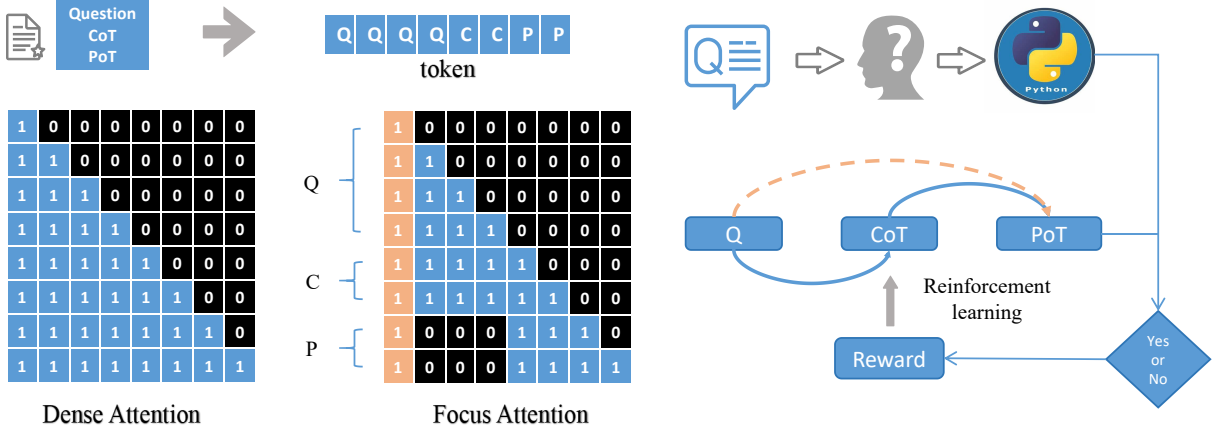 Question
CoT
PoT
Q Q Q Q C C P P
token
1 0 0 0 0 0 0 0
1 1 0 0 0 0 0 0
1 1 1 0 0 0 0 0
1 1 1 1 0 0 0 0
1 1 1 1 1 0 0 0
1 1 1 1 1 1 0 0
1 1 1 1 1 1 1 0
1 1 1 1 1 1 1 1
Dense Attention
Q
C
P
1 0 0 0 0 0 0 0
1 1 0 0 0 0 0 0
1 1 1 0 0 0 0 0
1 1 1 1 0 0 0 0
1 1 1 1 1 0 0 0
1 1 1 1 1 1 0 0
1 0 0 0 1 1 1 0
1 0 0 0 1 1 1 1
Focus Attention
Q
?
Python
Q
CoT
PoT
Reinforcement
learning
Reward
Yes
or
No